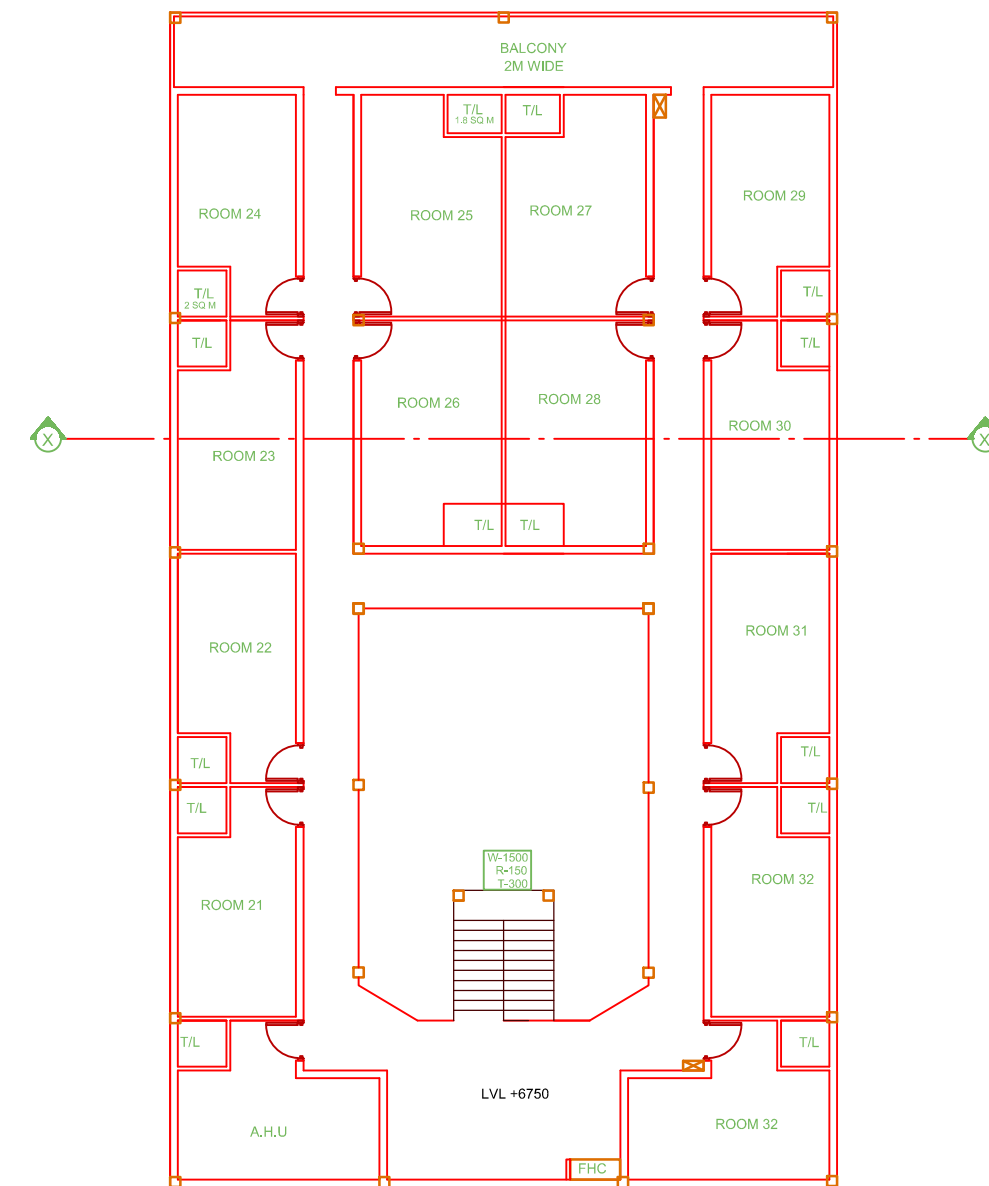 BALCONY
2M WIDE
T/L
1.8 SQ M
T/L
ROOM 24
ROOM 25
ROOM 27
ROOM 29
T/L
2 SQ M
T/L
T/L
T/L
ROOM 26
ROOM 28
ROOM 30
X
X
ROOM 23
T/L
T/L
ROOM 22
ROOM 31
T/L
T/L
T/L
T/L
W-1500
R-150
T-300
ROOM 21
ROOM 32
T/L
T/L
LVL +6750
A.H.U
ROOM 32
FHC